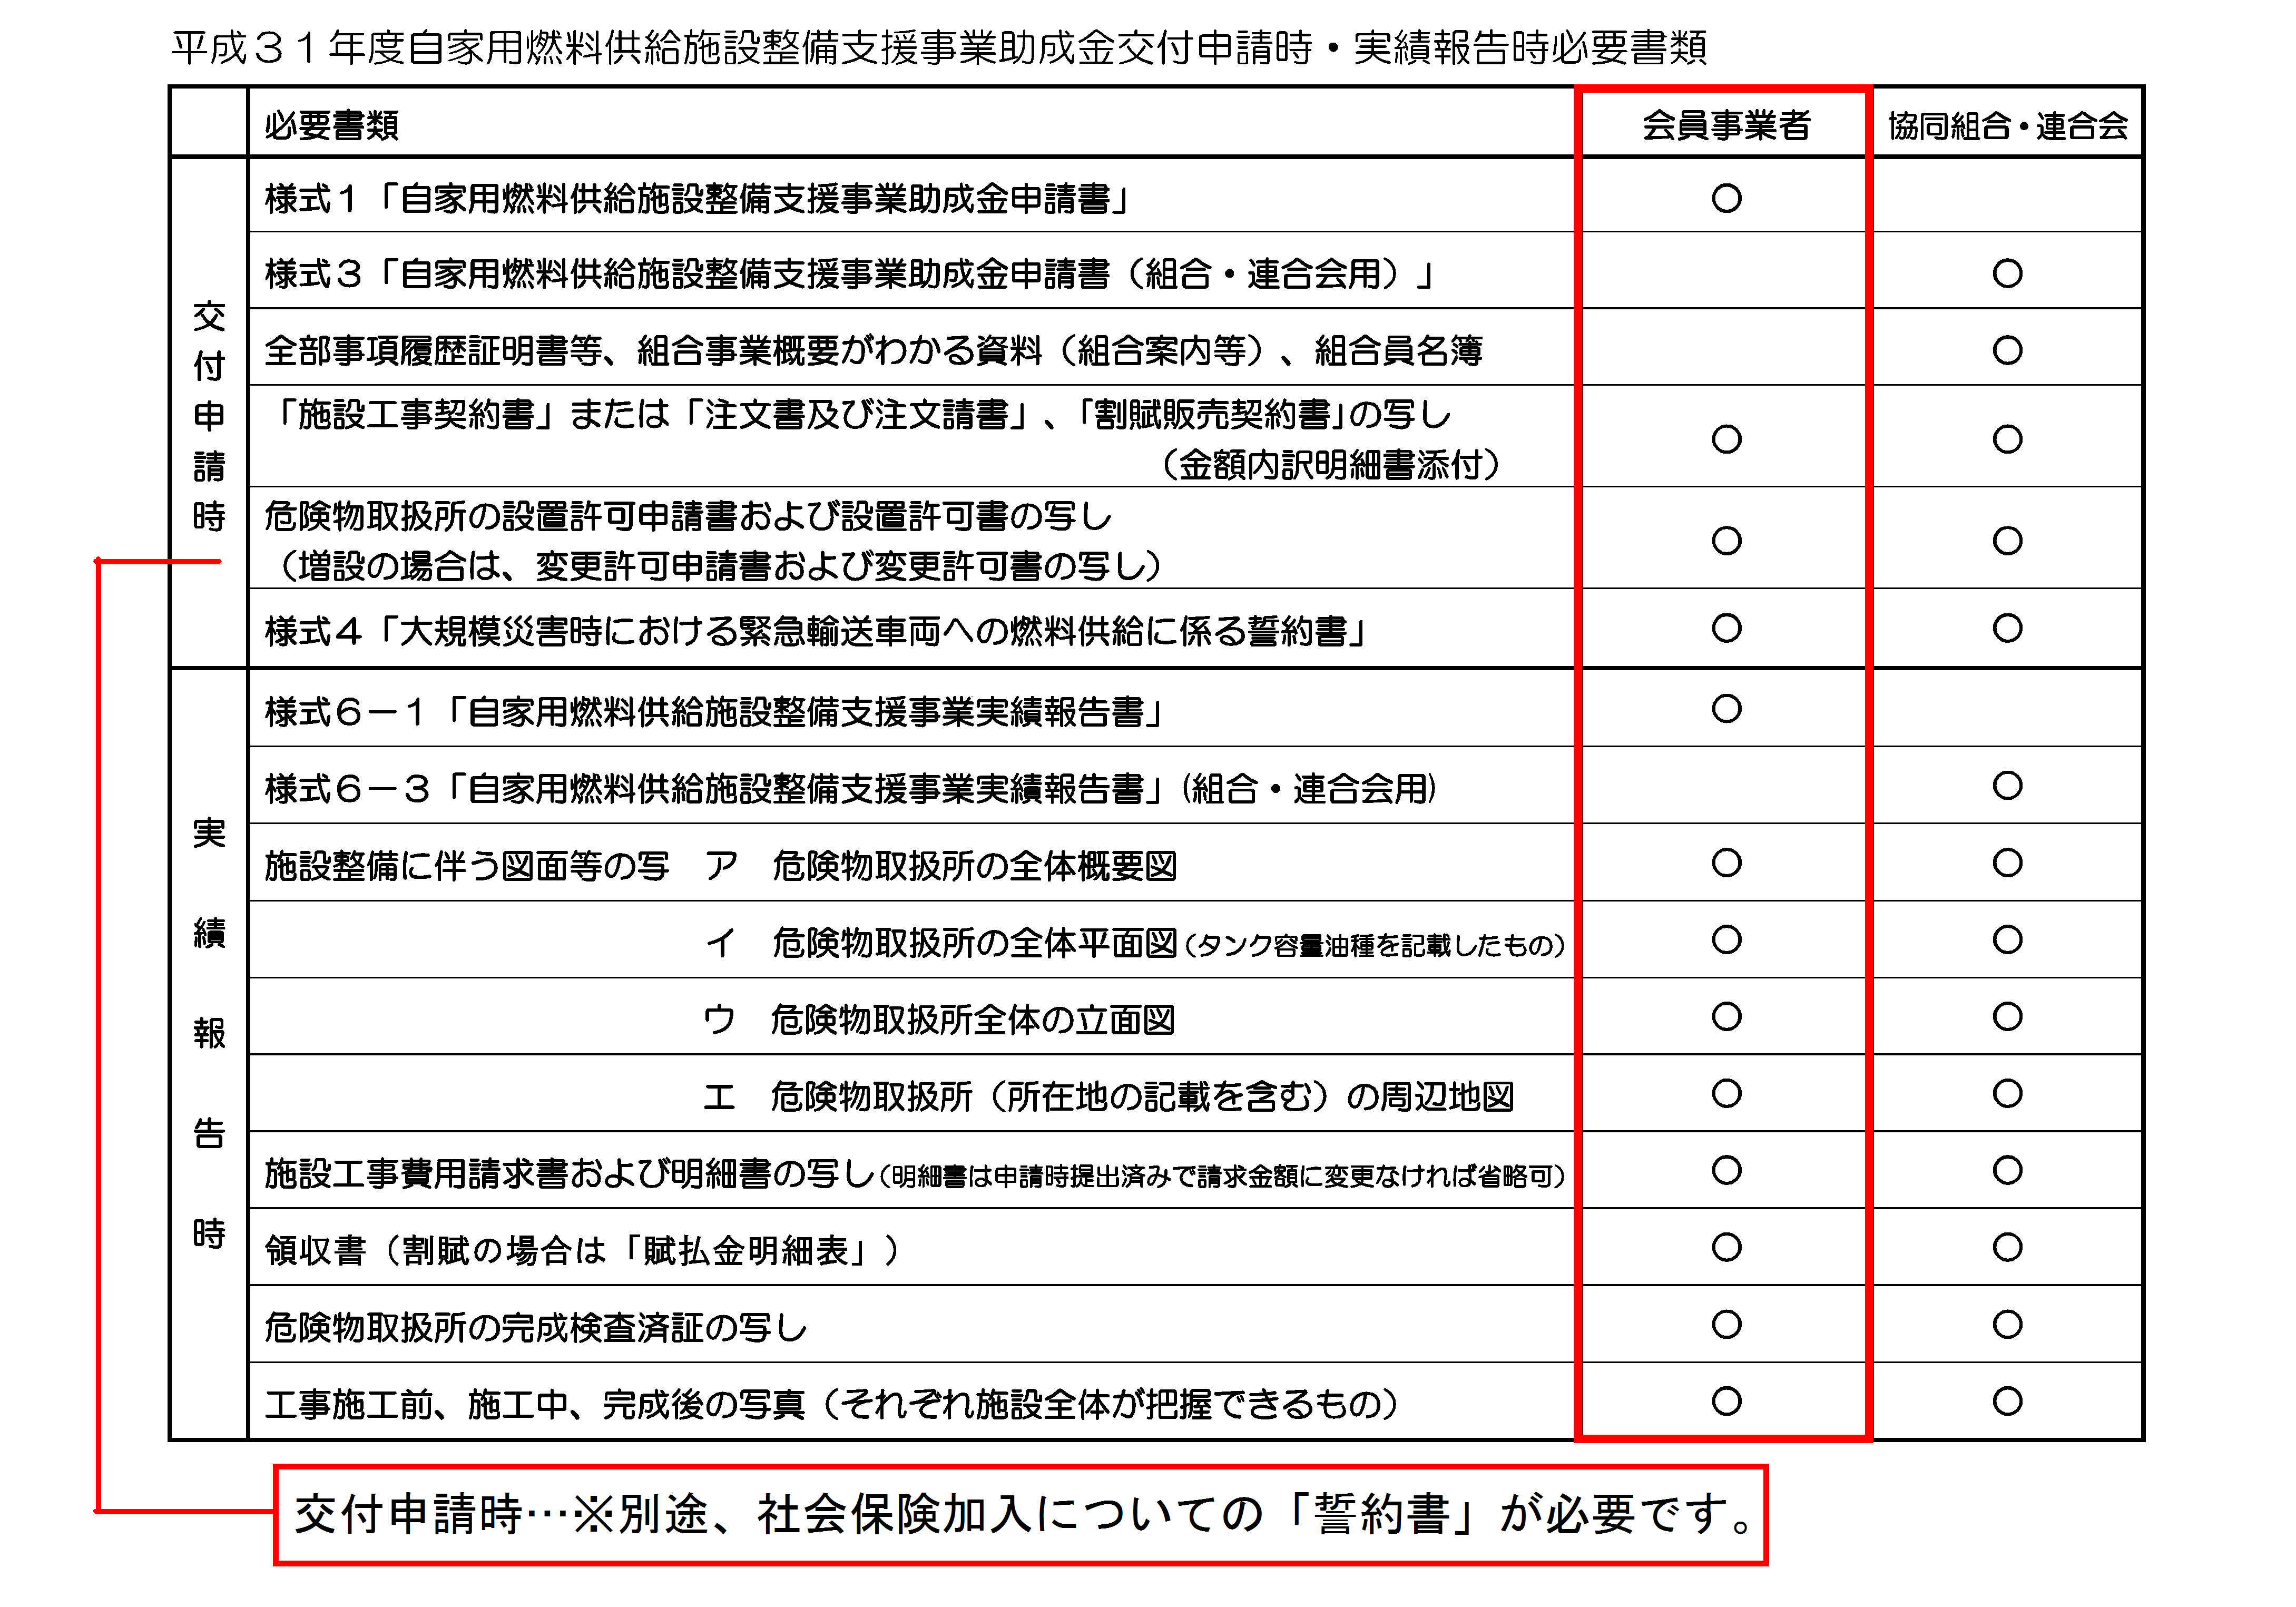 平成３１年度自家用燃料供給施設整備支援事業助成金交付申請時・実績報告時必要書類
必要書類 会員事業者 協同組合・連合会
交付申請時
様式１「自家用燃料供給施設整備支援事業助成金申請書」 ○
様式３「自家用燃料供給施設整備支援事業助成金申請書（組合・連合会用）」 ○
全部事項履歴証明書等、組合事業概要がわかる資料（組合案内等）、組合員名簿 ○
「施設工事契約書」または「注文書及び注文請書」、「割賦販売契約書」の写し
（金額内訳明細書添付） ○ ○
危険物取扱所の設置許可申請書および設置許可書の写し
（増設の場合は、変更許可申請書および変更許可書の写し） ○ ○
様式４「大規模災害時における緊急輸送車両への燃料供給に係る誓約書」 ○ ○
実績報告時
様式６－１「自家用燃料供給施設整備支援事業実績報告書」 ○
様式６－３「自家用燃料供給施設整備支援事業実績報告書」(組合・連合会用) ○
施設整備に伴う図面等の写　ア　危険物取扱所の全体概要図 ○ ○
イ　危険物取扱所の全体平面図（タンク容量油種を記載したもの） ○ ○
ウ　危険物取扱所全体の立面図 ○ ○
エ　危険物取扱所（所在地の記載を含む）の周辺地図 ○ ○
施設工事費用請求書および明細書の写し（明細書は申請時提出済みで請求金額に変更なければ省略可） ○ ○
領収書（割賦の場合は「賦払金明細表」） ○ ○
危険物取扱所の完成検査済証の写し ○ ○
工事施工前、施工中、完成後の写真（それぞれ施設全体が把握できるもの） ○ ○
交付申請時…※別途、社会保険加入についての「誓約書」が必要です。